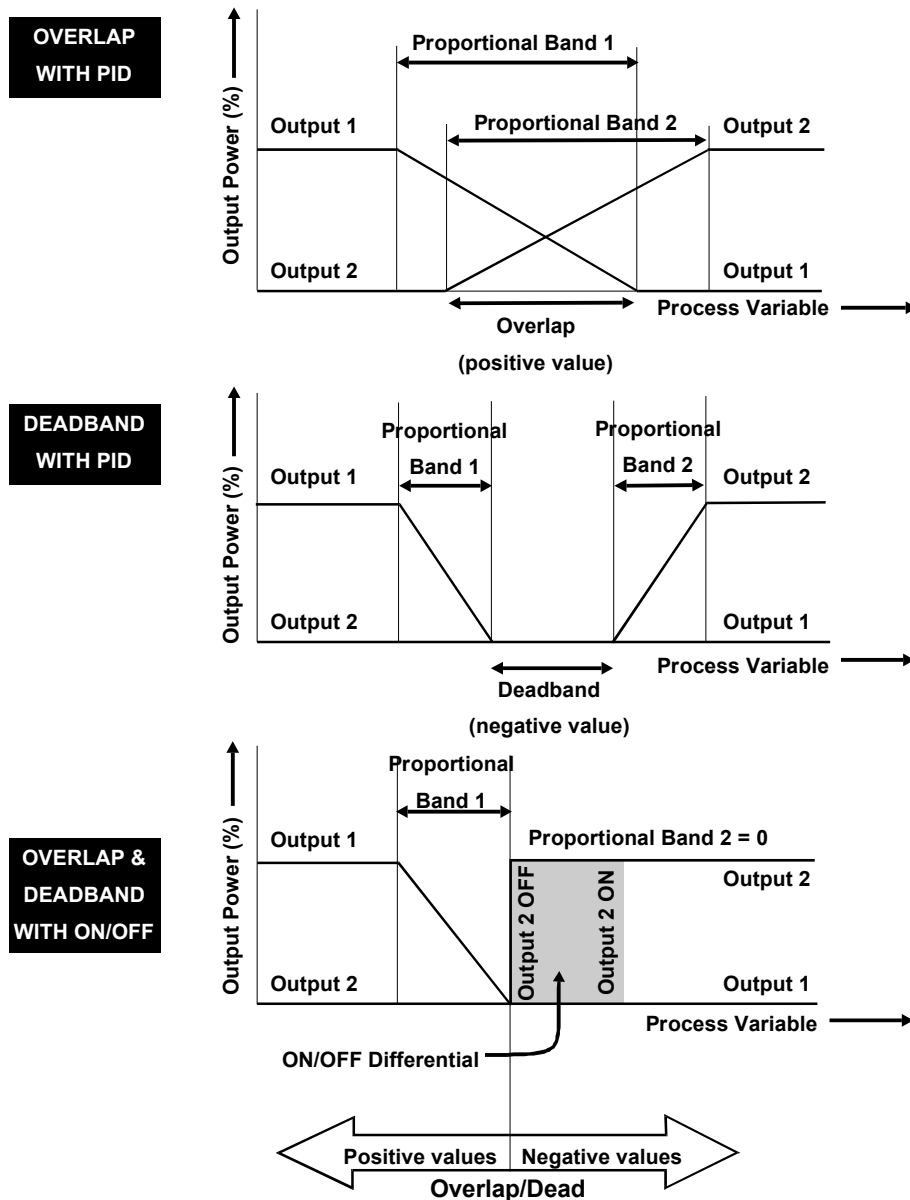 OVERLAP
WITH PID
Output Power (%)
Proportional Band 1
Output 1
Proportional Band 2
Output 2
Output 2
Output 1
Process Variable
Overlap
(positive value)
DEADBAND
WITH PID
Output Power (%)
Proportional
Band 1
Proportional
Band 2
Output 1
Output 2
Output 2
Output 1
Process Variable
Deadband
(negative value)
OVERLAP &
DEADBAND
WITH ON/OFF
Output Power (%)
Proportional
Band 1
Output 1
Proportional Band 2 = 0
Output 2 OFF
Output 2 ON
Output 2
Output 2
Output 1
Process Variable
ON/OFF Differential
Positive values
Negative values
Overlap/Dead